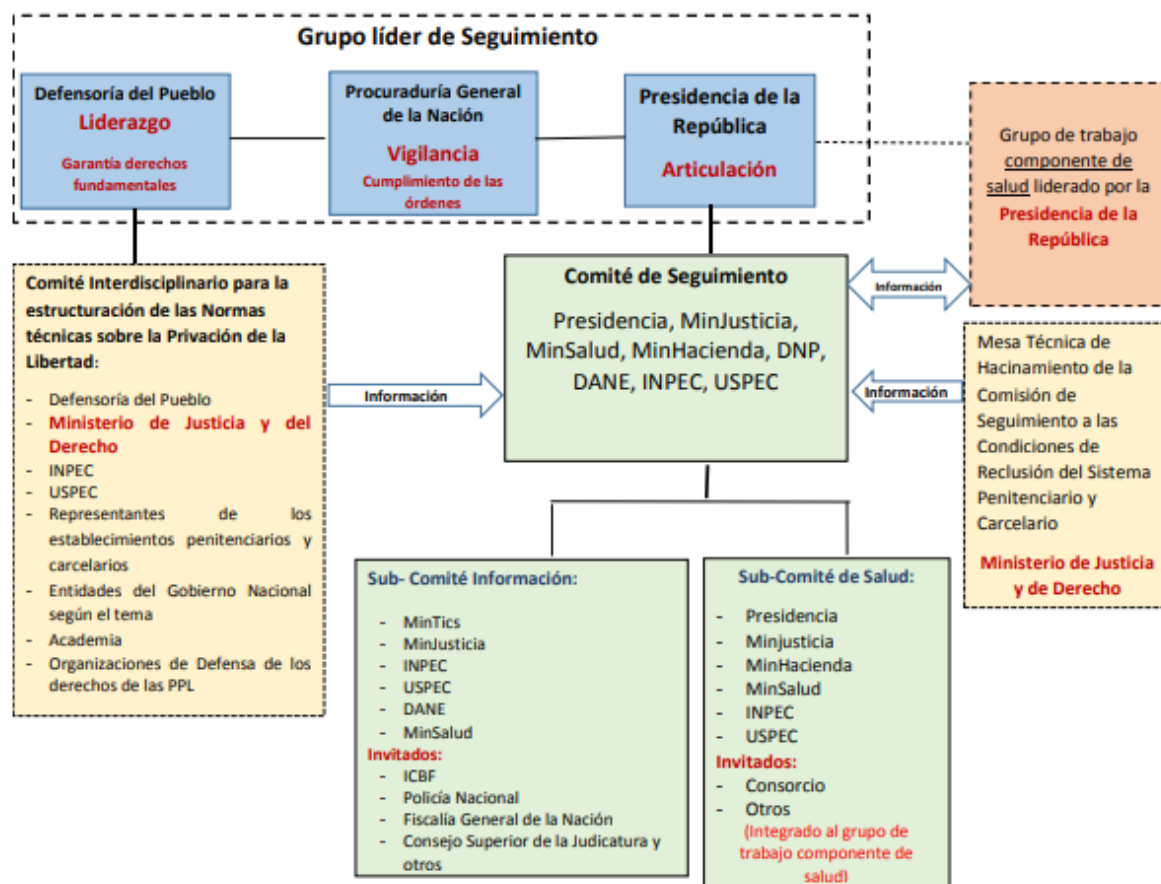 Grupo líder de Seguimiento
Defensoría del Pueblo
Liderazgo
Garantía derechos
fundamentales
Procuraduría General
de la Nación
Vigilancia
Cumplimiento de las
órdenes
Presidencia de la
República
Articulación
Grupo de trabajo
componente de
salud liderado por la
Presidencia de la
República
Comité Interdisciplinario para la
estructuración de las Normas
técnicas sobre la Privación de la
Libertad:
- Defensoría del Pueblo
- Ministerio de Justicia y del
Derecho
- INPEC
- USPEC
- Representantes de los
establecimientos penitenciarios y
carcelarios
- Entidades del Gobierno Nacional
según el tema
- Academia
- Organizaciones de Defensa de los
derechos de las PPL
Información
Comité de Seguimiento
Presidencia, MinJusticia,
MinSalud, MinHacienda, DNP,
DANE, INPEC, USPEC
Información
Información
Mesa Técnica de
Hacinamiento de la
Comisión de
Seguimiento a las
Condiciones de
Reclusión del Sistema
Penitenciario y
Carcelario
Ministerio de Justicia
y de Derecho
Sub- Comité Información:
- MinTics
- MinJusticia
- INPEC
- USPEC
- DANE
- MinSalud
Invitados:
- ICBF
- Policía Nacional
- Fiscalía General de la Nación
- Consejo Superior de la Judicatura y
otros
Sub-Comité de Salud:
- Presidencia
- Minjusticia
- MinHacienda
- MinSalud
- INPEC
- USPEC
Invitados:
- Consorcio
- Otros
(Integrado al grupo de
trabajo componente de
salud)